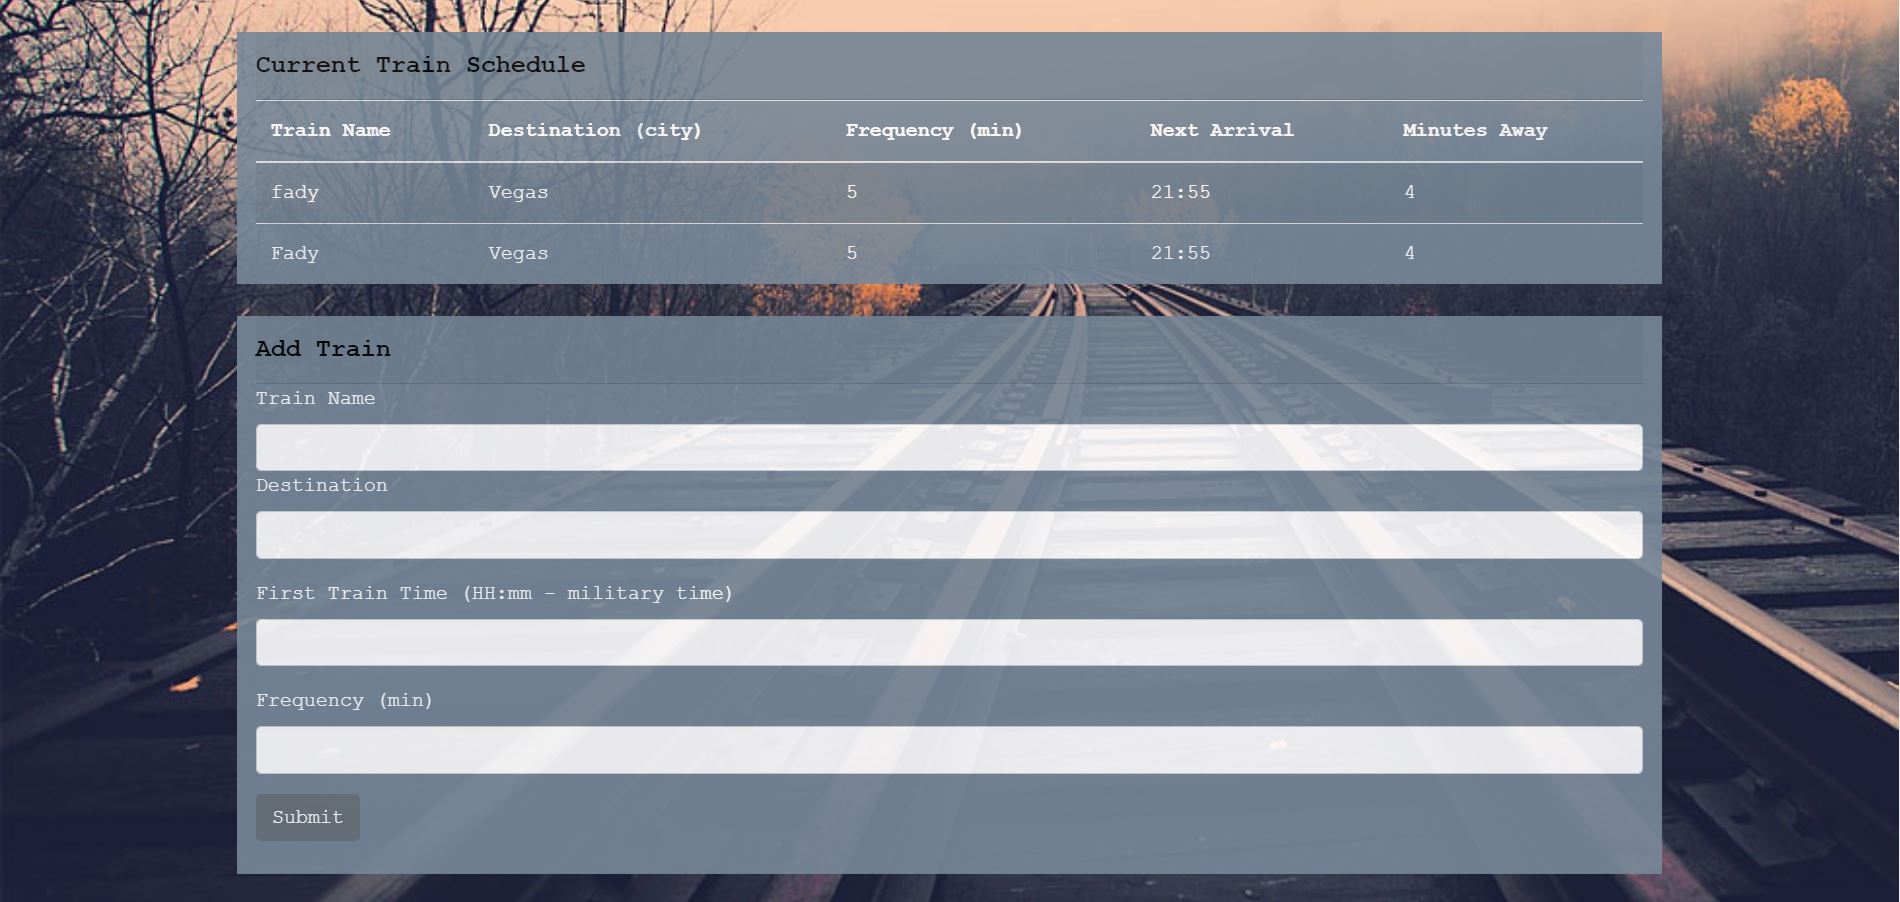 Current Train Schedule
Train Name Destination (city) Frequency (min) Next Arrival Minutes Away
fady Vegas 5 21:55 4
Fady Vegas 5 21:55 4
Add Train
Train Name
Destination
First Train Time (HH:mm - military time)
Frequency (min)
Submit